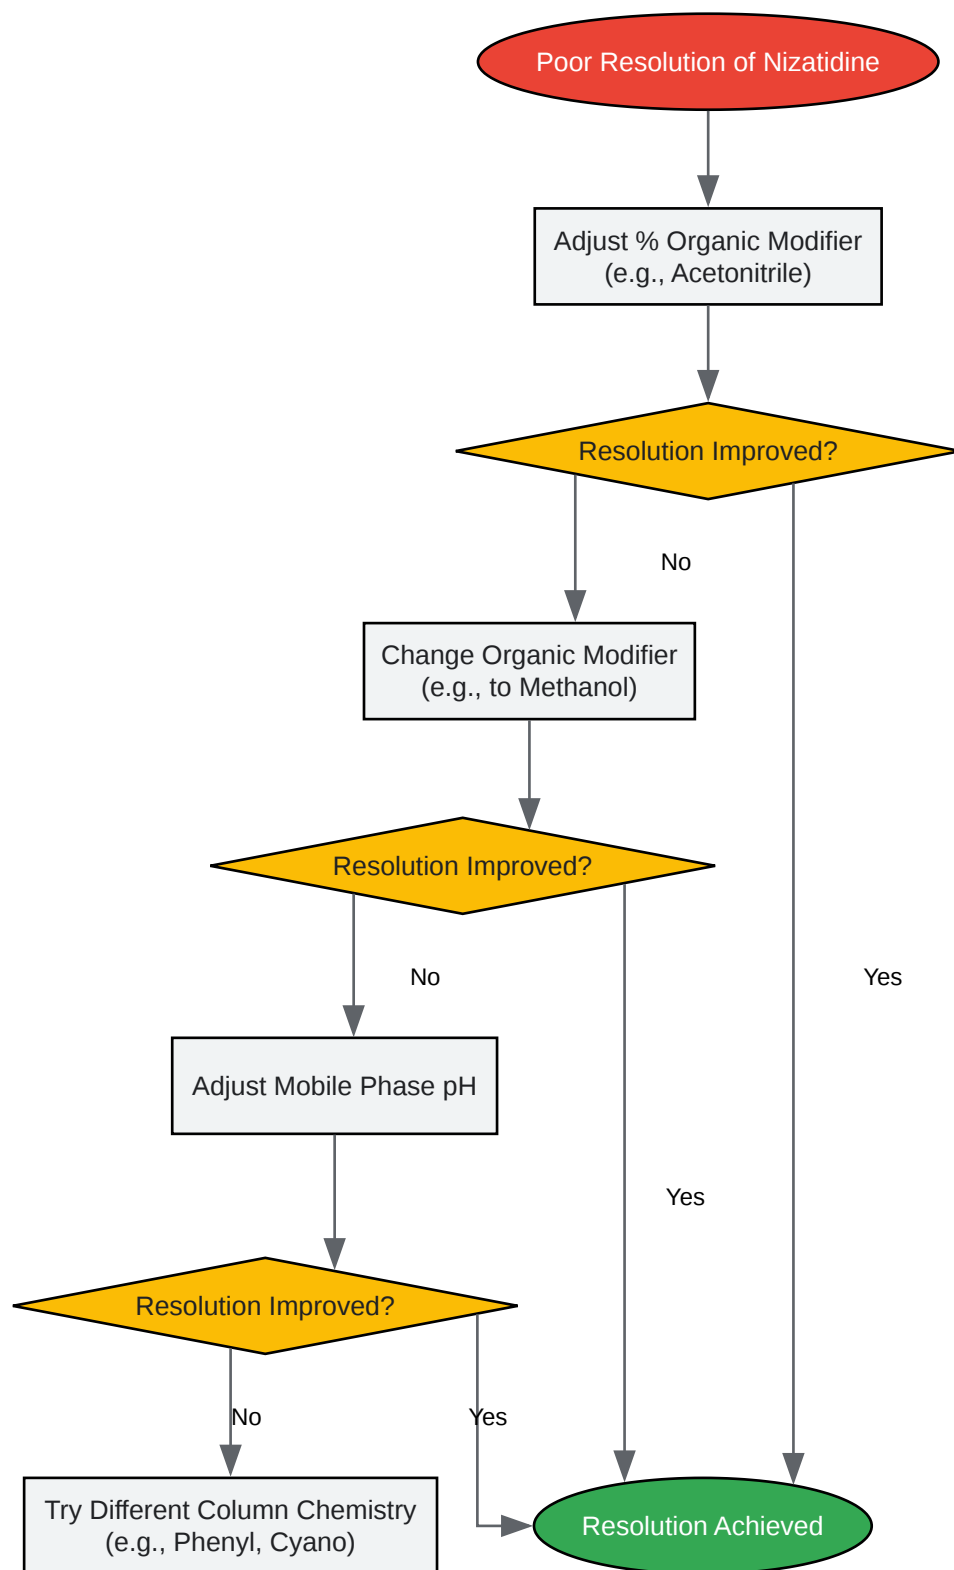 Poor Resolution of Nizatidine
Adjust % Organic Modifier
(e.g., Acetonitrile)
Resolution Improved?
No
Change Organic Modifier
(e.g., to Methanol)
Resolution Improved?
No
Yes
Adjust Mobile Phase pH
Yes
Resolution Improved?
No
Yes
Try Different Column Chemistry
(e.g., Phenyl, Cyano)
Resolution Achieved